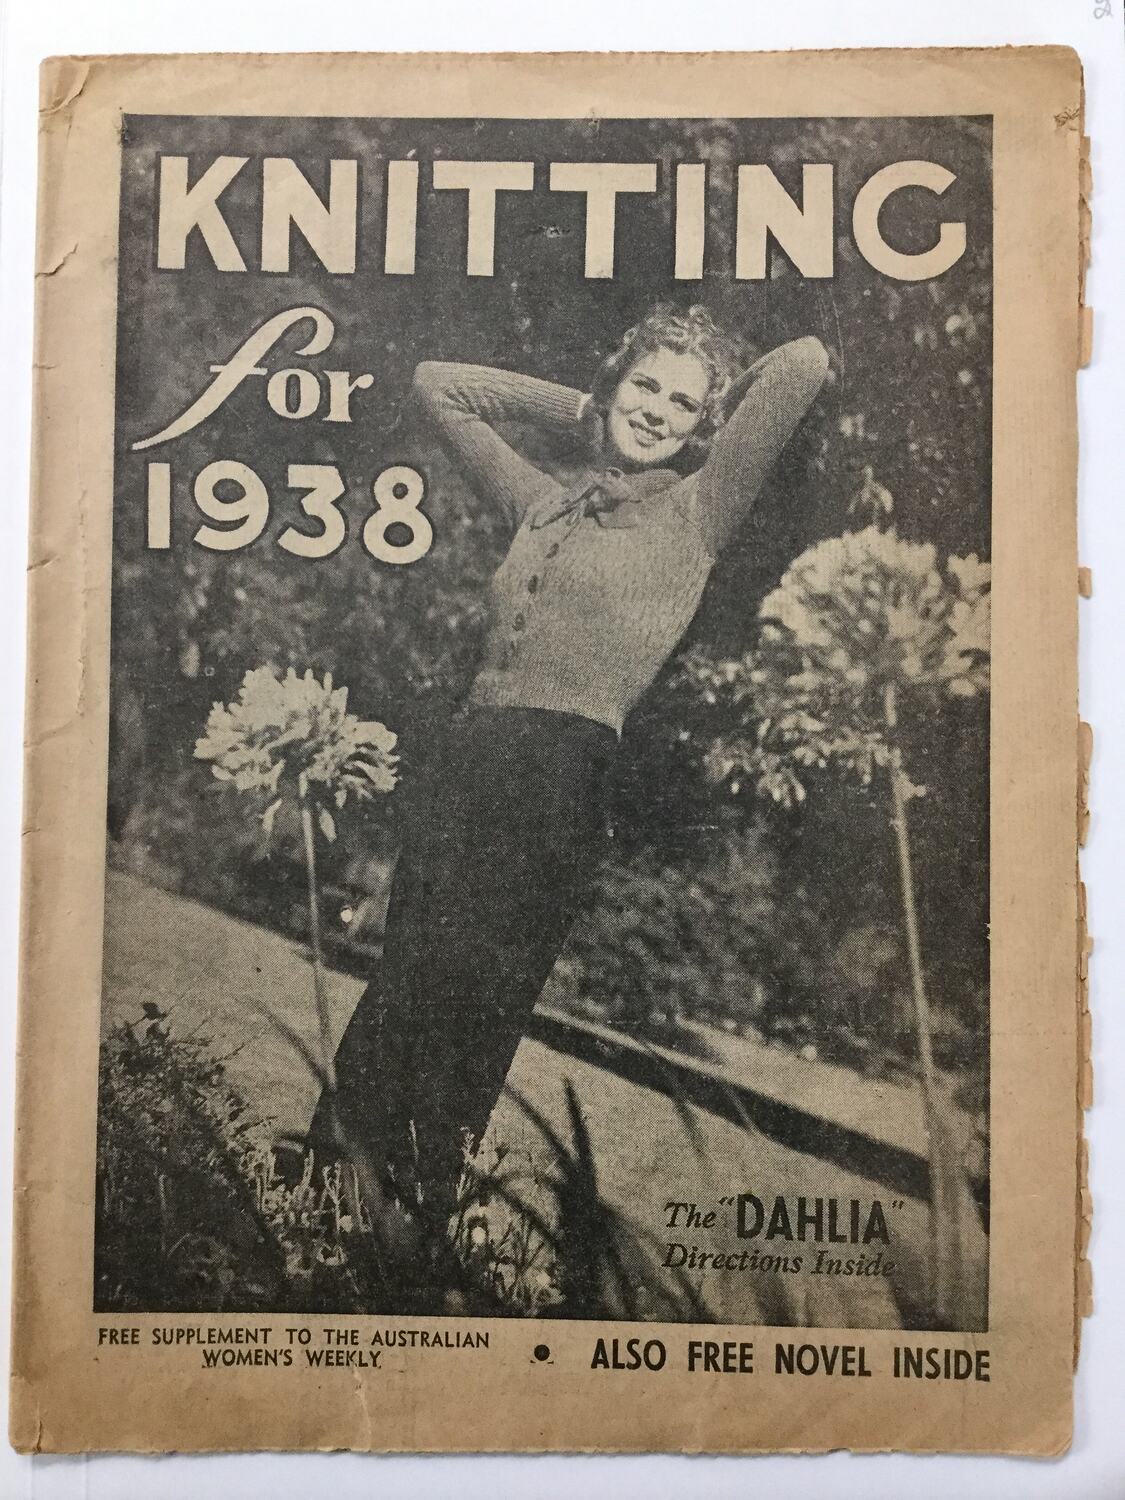 KNITTING
for
1938
The "DAHLIA"
Directions Inside
FREE SUPPLEMENT TO THE AUSTRALIAN
WOMEN'S WEEKLY
• ALSO FREE NOVEL INSIDE